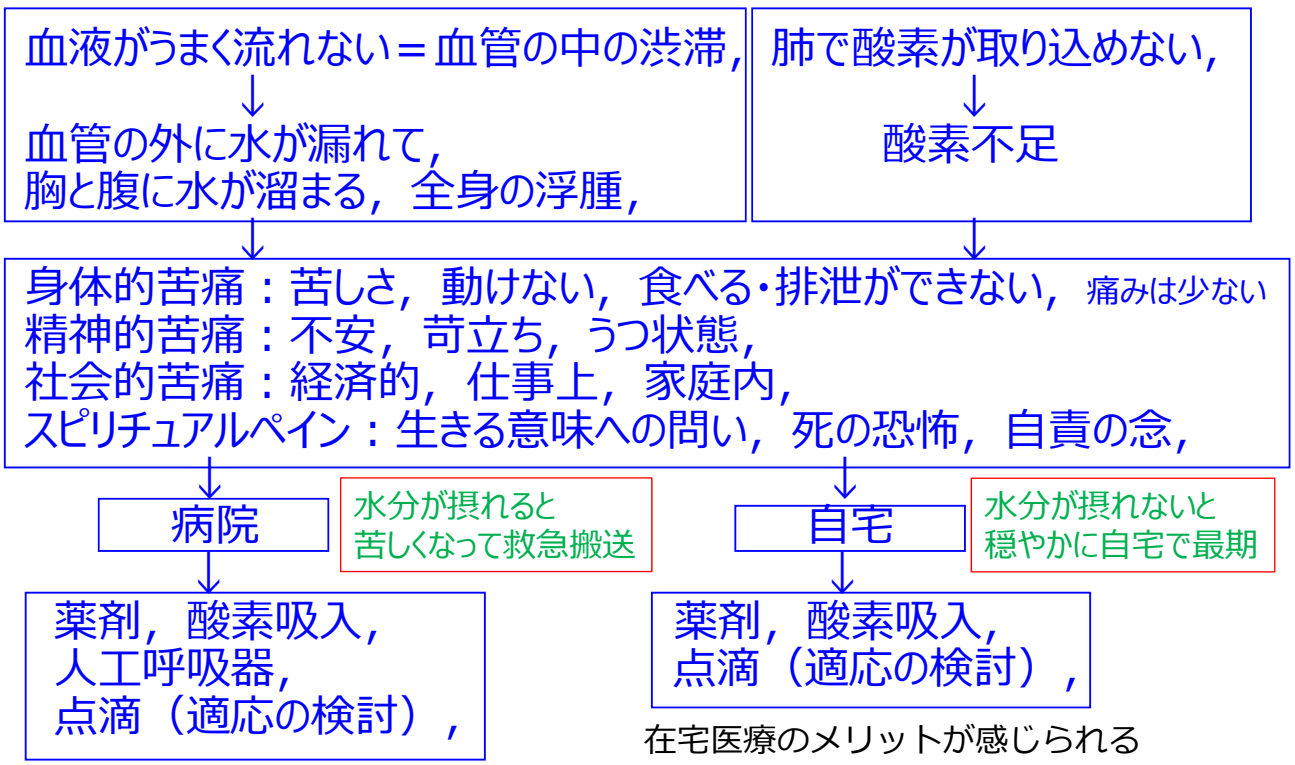 血液がうまく流れない＝血管の中の渋滞,
↓
血管の外に水が漏れて,
胸と腹に水が溜まる, 全身の浮腫,
肺で酸素が取り込めない,
↓
酸素不足
↓
↓
身体的苦痛：苦しさ, 動けない, 食べる・排泄ができない, 痛みは少ない
精神的苦痛：不安, 苛立ち, うつ状態,
社会的苦痛：経済的, 仕事上, 家庭内,
スピリチュアルペイン：生きる意味への問い, 死の恐怖, 自責の念,
↓
↓
病院
水分が摂れると
苦しくなって救急搬送
自宅
水分が摂れないと
穏やかに自宅で最期
↓
↓
薬剤, 酸素吸入,
人工呼吸器,
点滴（適応の検討）,
薬剤, 酸素吸入,
点滴（適応の検討）,
在宅医療のメリットが感じられる